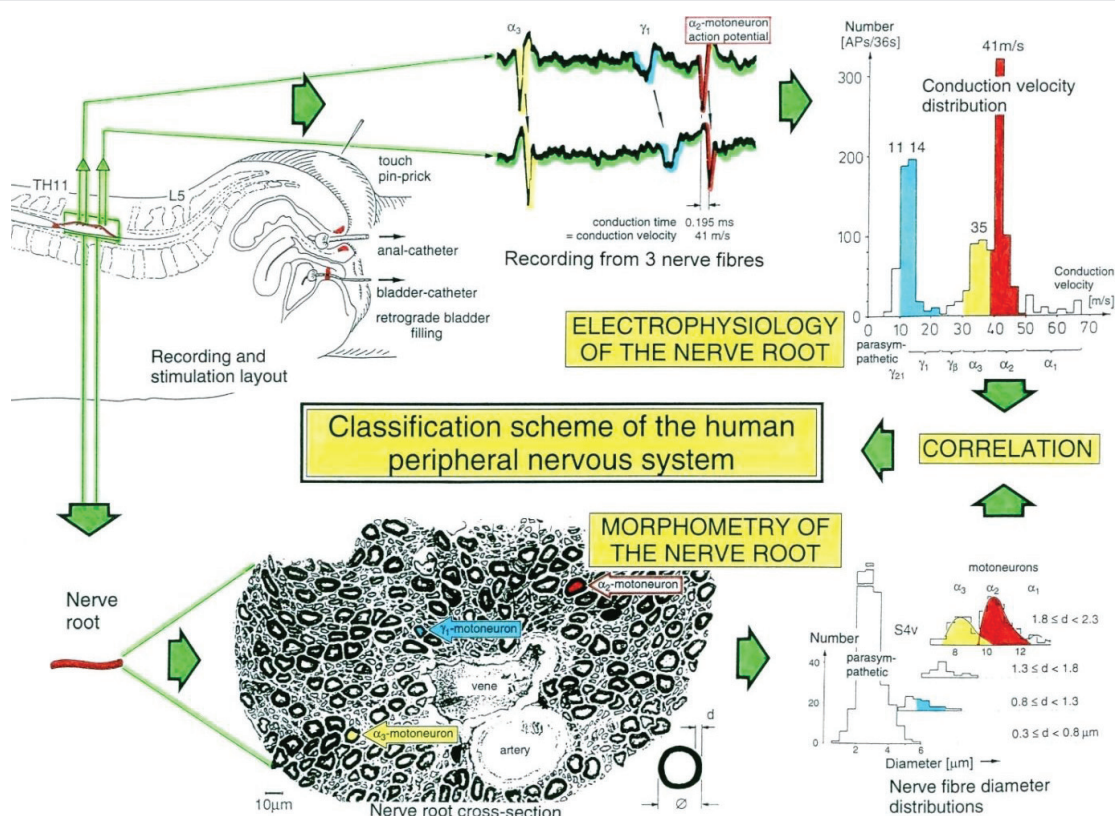 α₃
γ₁
α₂-motoneuron
action potential
touch
pin-prick
TH11
L5
anal-catheter
bladder-catheter
retrograde bladder
filling
Recording and
stimulation layout
conduction time
= conduction velocity
0.195 ms
41 m/s
Recording from 3 nerve fibres
Number
[APs/36s]
41m/s
300
Conduction velocity
distribution
11 14
200
35
100
Conduction
velocity
[m/s]
0
0 10 20 30 40 50 60 70
parasym-
pathetic
γ₂₁ γ₁ γᵦ α₃ α₂ α₁
ELECTROPHYSIOLOGY
OF THE NERVE ROOT
Classification scheme of the human
peripheral nervous system
CORRELATION
MORPHOMETRY OF
THE NERVE ROOT
Nerve
root
α₂-motoneuron
γ₁-motoneuron
vene
α₃-motoneuron
artery
d
Ø
10μm
Nerve root cross-section
motoneurons
α₃ α₂ α₁
S4v
1.8 ≤ d < 2.3
8 10 12
Number
parasym-
pathetic
40
1.3 ≤ d < 1.8
20
0.8 ≤ d < 1.3
0
0.3 ≤ d < 0.8 μm
2 4 6
Diameter [μm]
Nerve fibre diameter
distributions